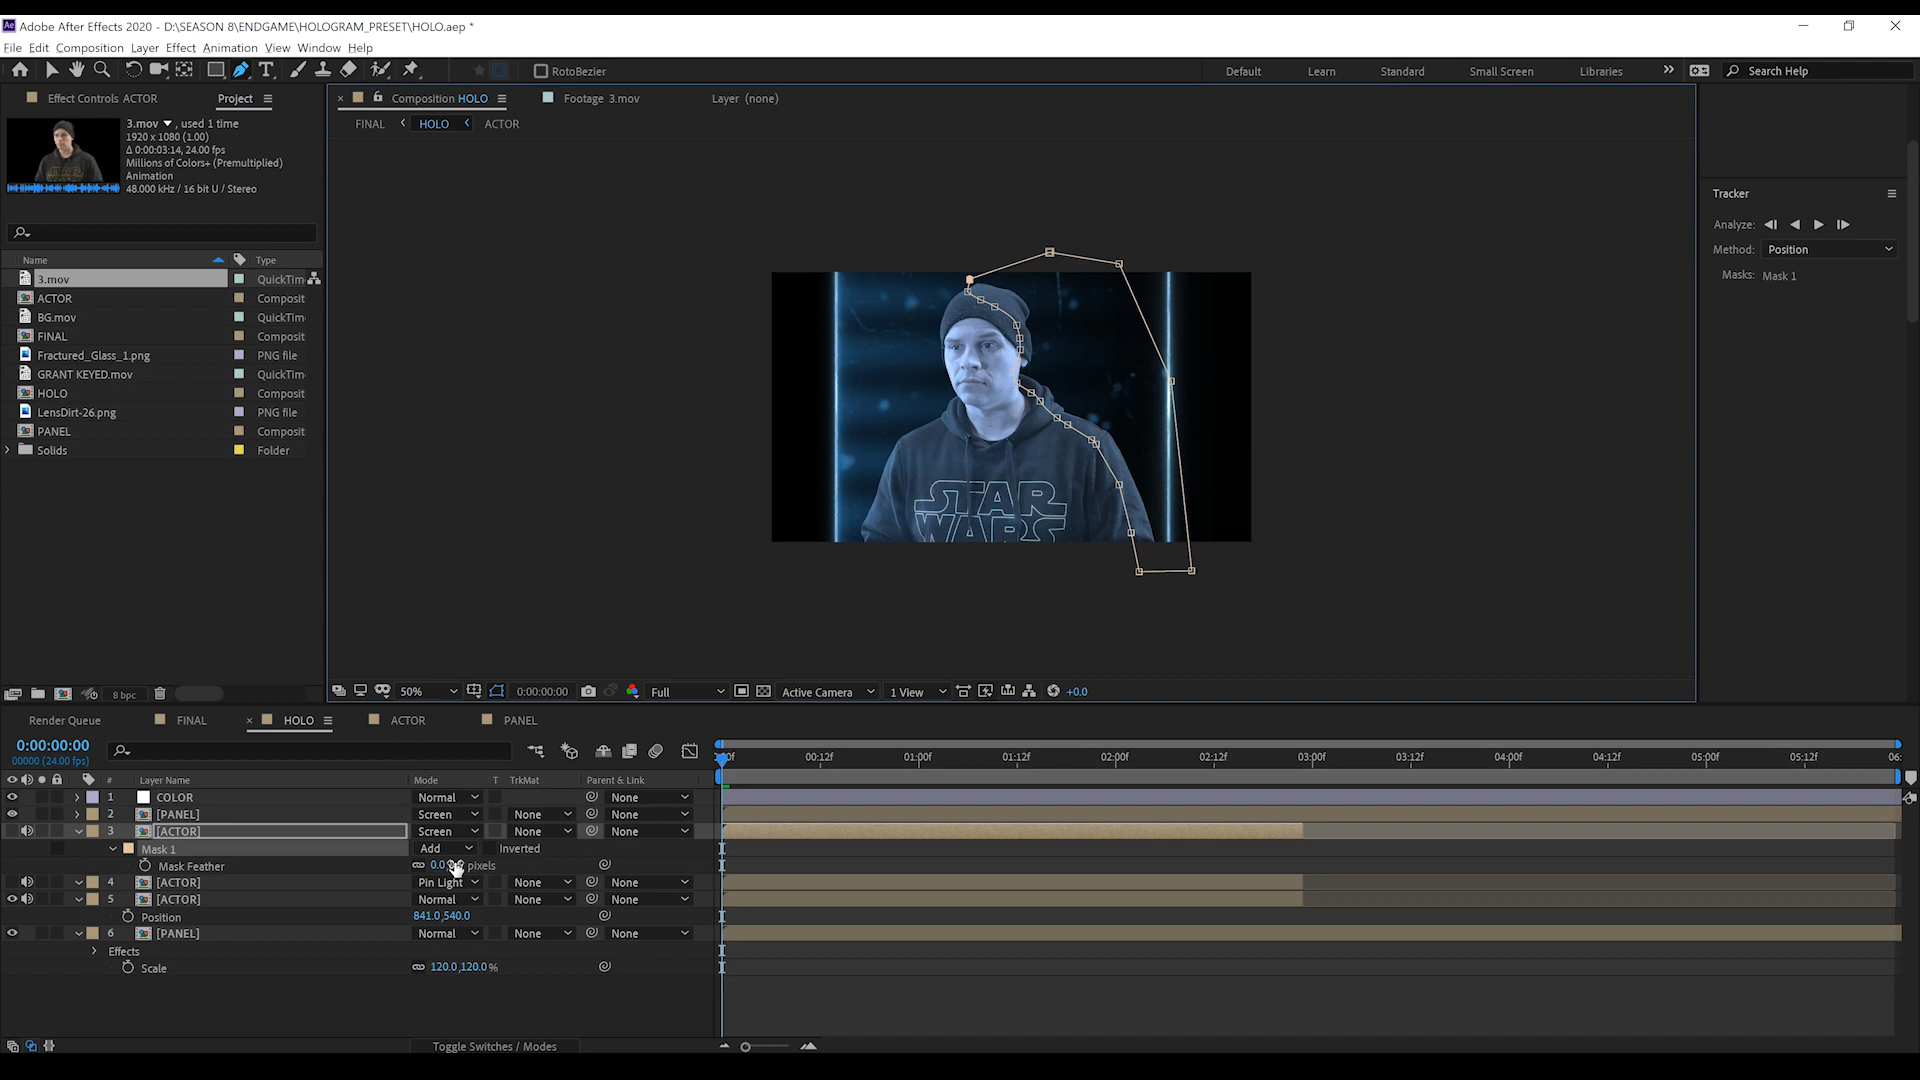 Ae Adobe After Effects 2020 - D:\SEASON 8\ENDGAME\HOLOGRAM_PRESET\HOLO.aep *
File Edit Composition Layer Effect Animation View Window Help
RotoBezier
Default Learn Standard Small Screen Libraries Search Help
Effect Controls ACTOR Project
Composition HOLO Footage 3.mov Layer (none)
FINAL HOLO ACTOR
3.mov , used 1 time
1920 x 1080 (1.00)
Δ 0:00:03:14, 24.00 fps
Millions of Colors+ (Premultiplied)
Animation
48.000 kHz / 16 bit U / Stereo
Name Type
3.mov QuickTim
ACTOR Composit
BG.mov QuickTim
FINAL Composit
Fractured_Glass_1.png PNG file
GRANT KEYED.mov QuickTim
HOLO Composit
LensDirt-26.png PNG file
PANEL Composit
Solids Folder
STAR
WARS
Tracker
Analyze:
Method: Position
Masks: Mask 1
8 bpc
50% 0:00:00:00 Full Active Camera 1 View +0.0
Render Queue FINAL HOLO ACTOR PANEL
0:00:00:00
00000 (24.00 fps)
00:12f 01:00f 01:12f 02:00f 02:12f 03:00f 03:12f 04:00f 04:12f 05:00f 05:12f 06:
# Layer Name Mode T TrkMat Parent & Link
1 COLOR Normal None
2 [PANEL] Screen None None
3 [ACTOR] Screen None None
Mask 1 Add Inverted
Mask Feather 0.0 pixels
4 [ACTOR] Pin Light None None
5 [ACTOR] Normal None None
Position 841.0,540.0
6 [PANEL] Normal None None
Effects
Scale 120.0,120.0%
Toggle Switches / Modes